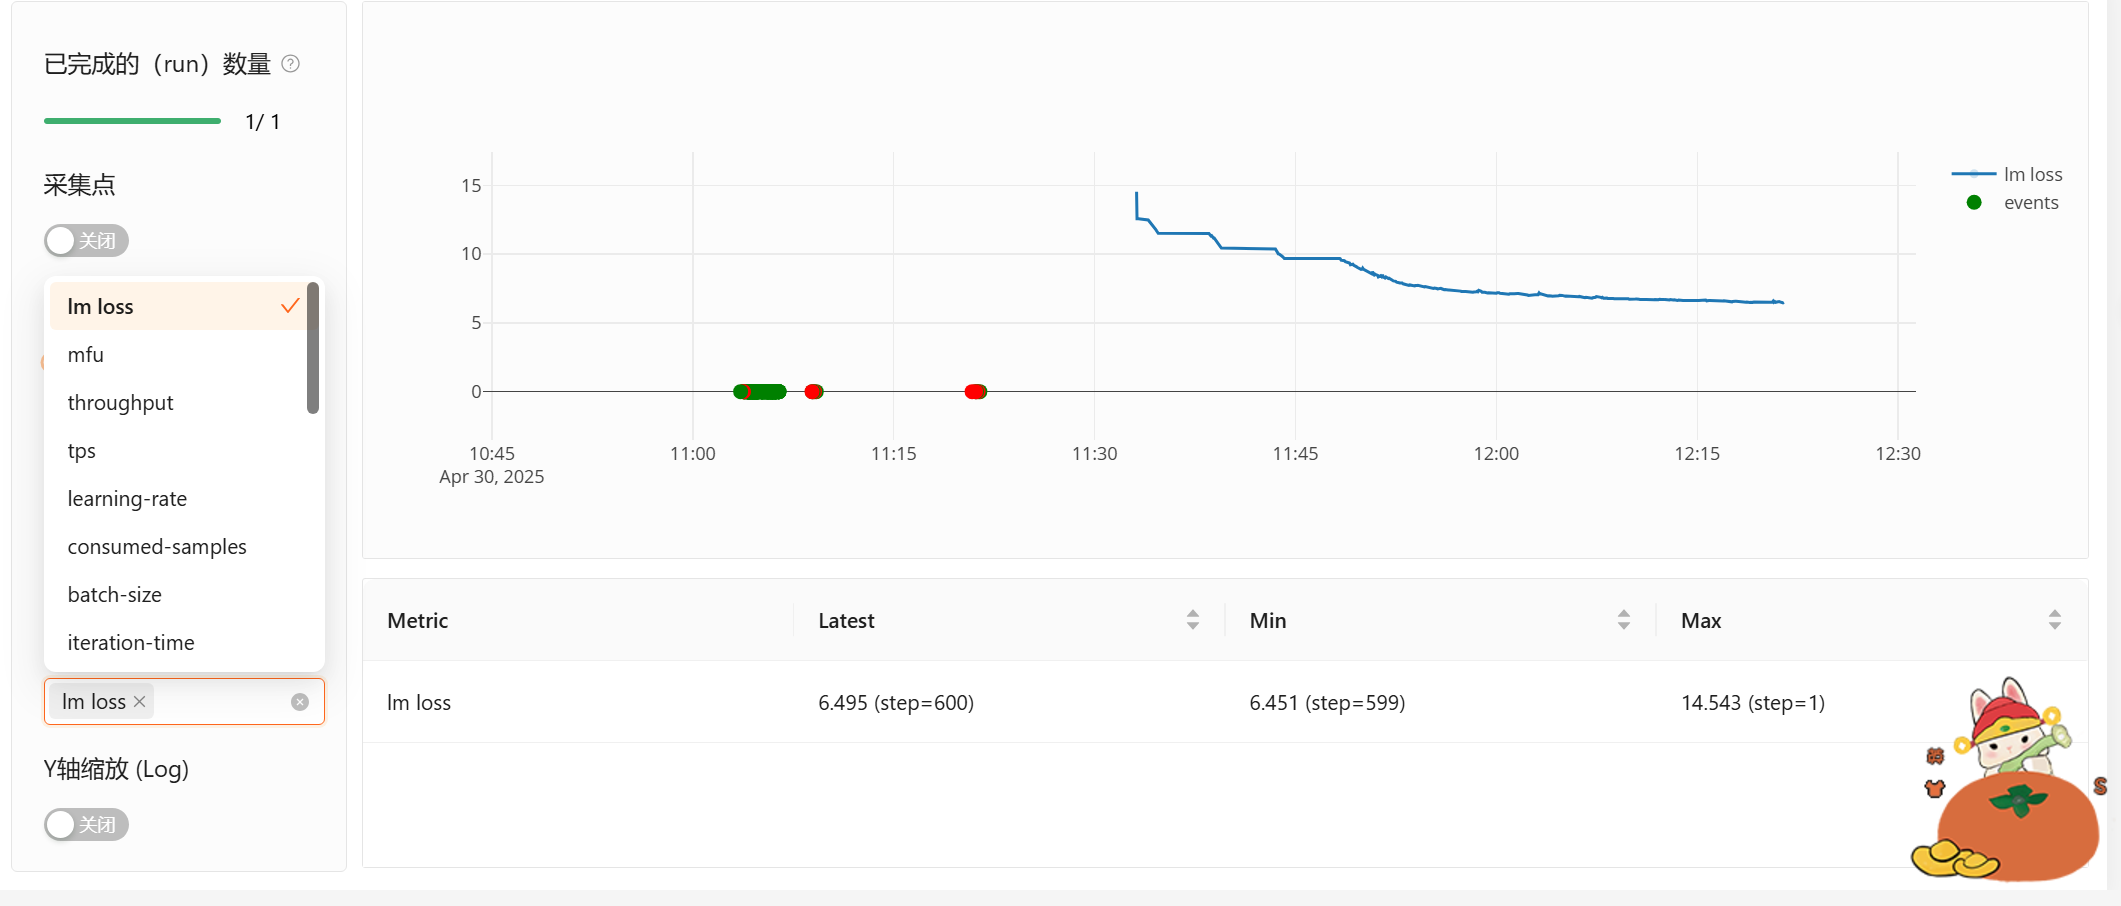 已完成的（run）数量
1/ 1
采集点
关闭
lm loss
mfu
throughput
tps
learning-rate
consumed-samples
batch-size
iteration-time
lm loss
Y轴缩放 (Log)
关闭
15
10
5
0
10:45
11:00
11:15
11:30
11:45
12:00
12:15
12:30
Apr 30, 2025
lm loss
events
Metric
Latest
Min
Max
lm loss
6.495 (step=600)
6.451 (step=599)
14.543 (step=1)
S